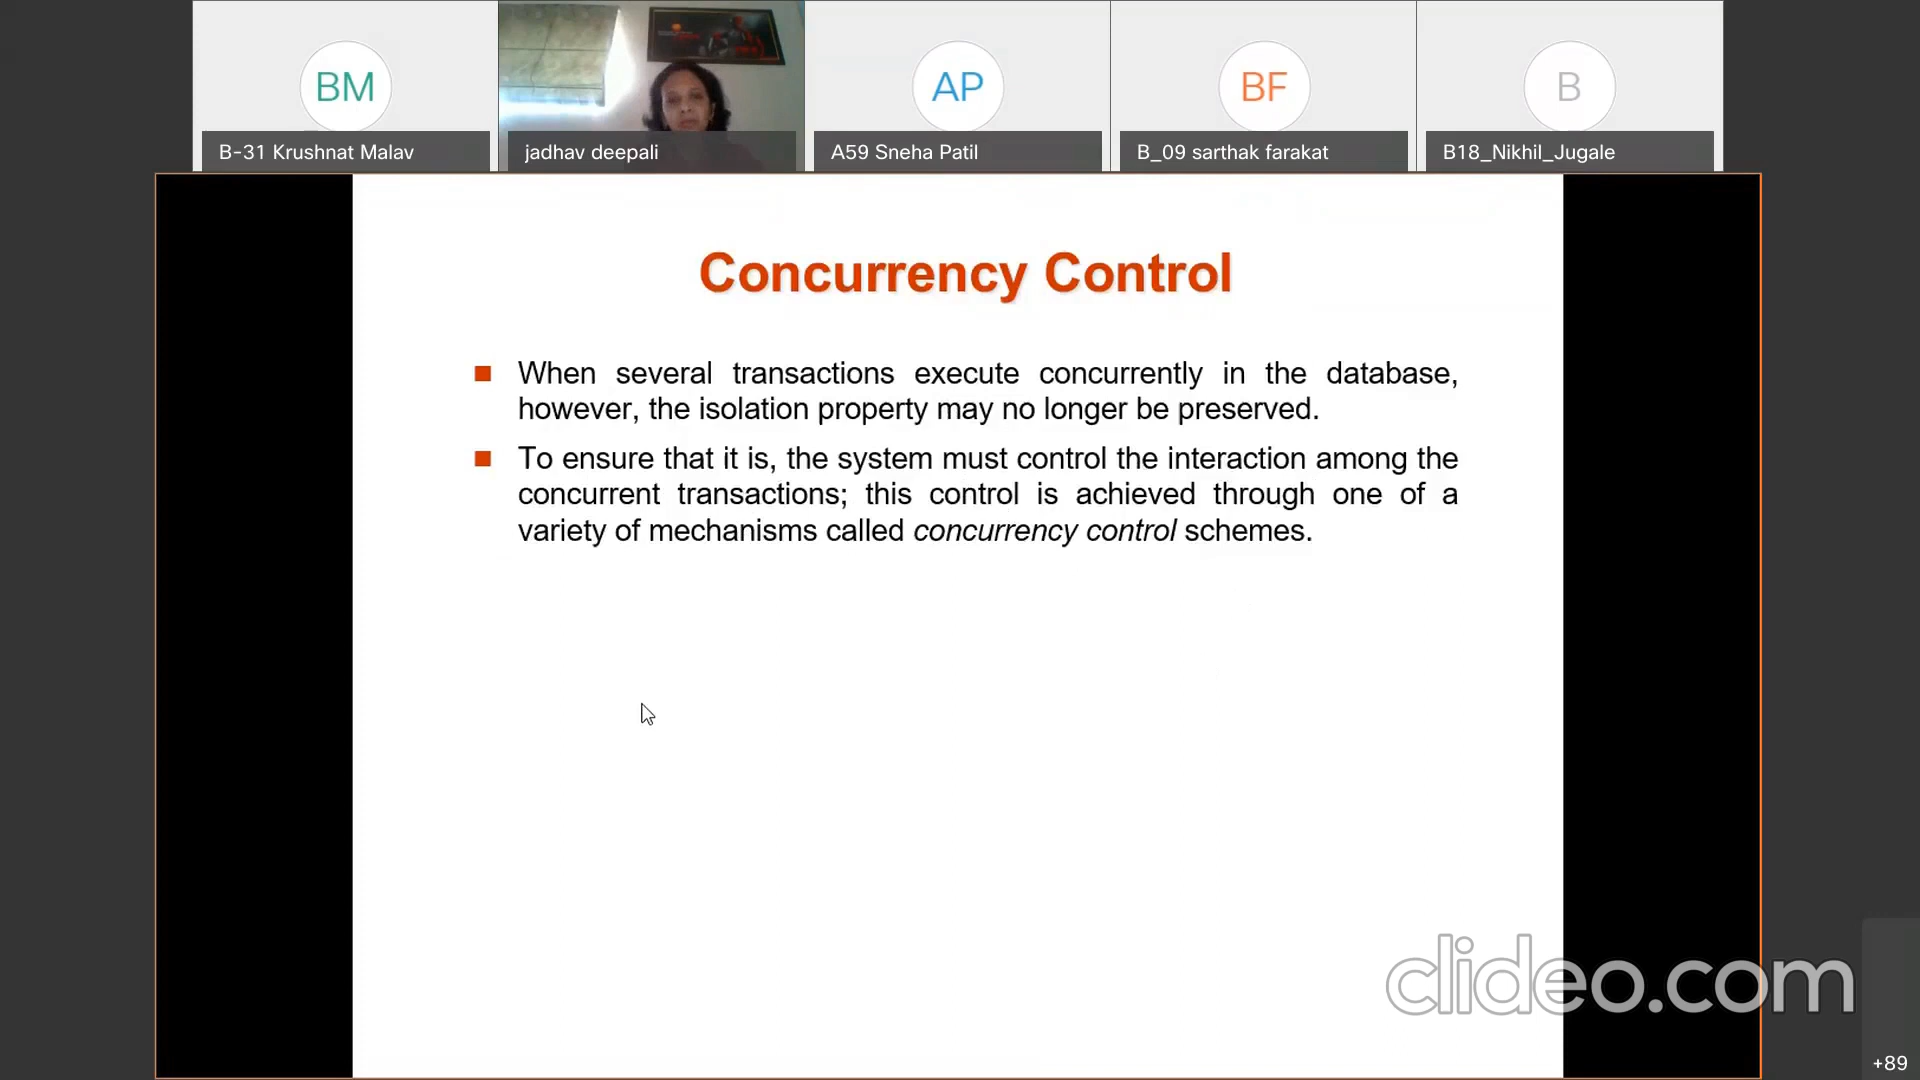 BM
AP
BF
B
B-31 Krushnat Malav
jadhav deepali
A59 Sneha Patil
B_09 sarthak farakat
B18_Nikhil_Jugale
Concurrency Control
When several transactions execute concurrently in the database,
however, the isolation property may no longer be preserved.
To ensure that it is, the system must control the interaction among the
concurrent transactions; this control is achieved through one of a
variety of mechanisms called concurrency control schemes.
clideo.com
+89